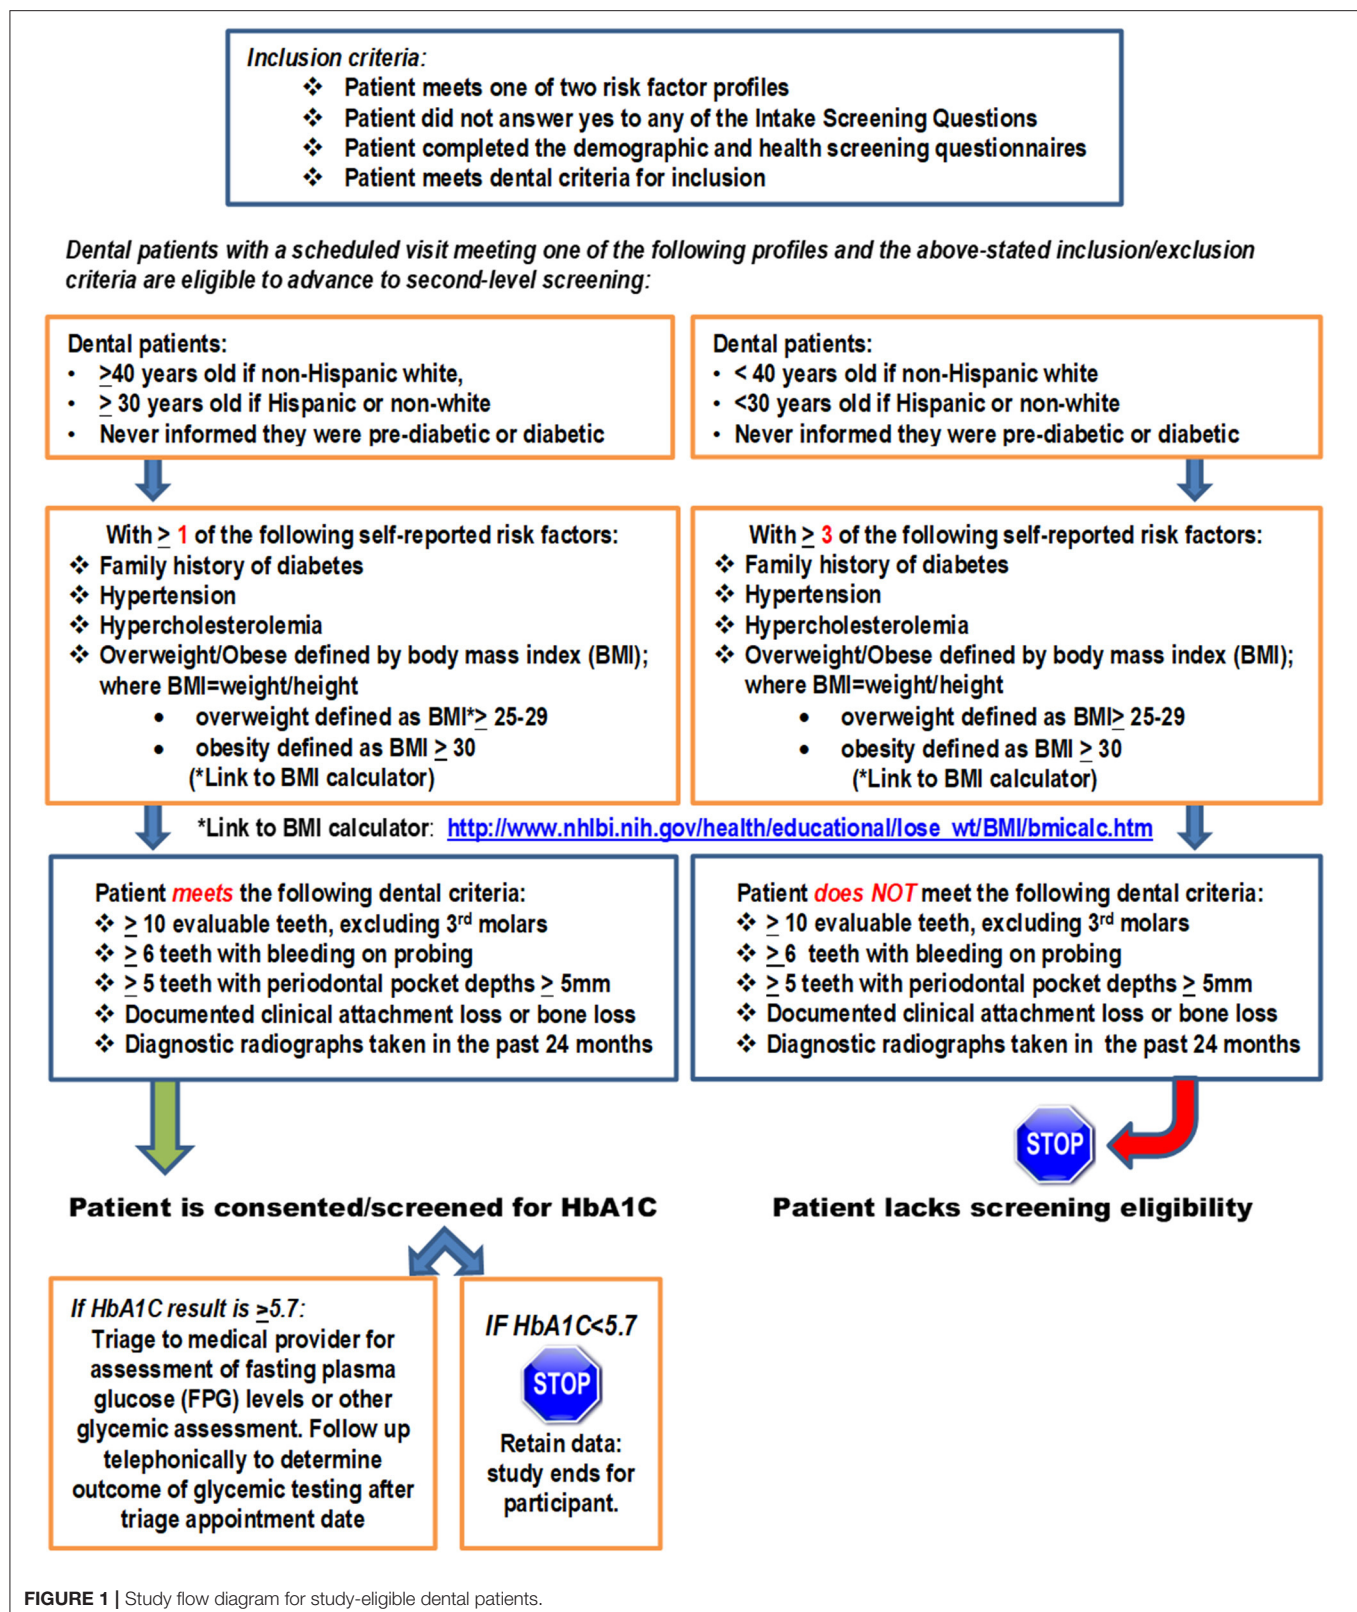 Inclusion criteria:
❖ Patient meets one of two risk factor profiles
❖ Patient did not answer yes to any of the Intake Screening Questions
❖ Patient completed the demographic and health screening questionnaires
❖ Patient meets dental criteria for inclusion
Dental patients with a scheduled visit meeting one of the following profiles and the above-stated inclusion/exclusion
criteria are eligible to advance to second-level screening:
Dental patients:
• ≥40 years old if non-Hispanic white,
• ≥ 30 years old if Hispanic or non-white
• Never informed they were pre-diabetic or diabetic
Dental patients:
• < 40 years old if non-Hispanic white
• <30 years old if Hispanic or non-white
• Never informed they were pre-diabetic or diabetic
With ≥ 1 of the following self-reported risk factors:
❖ Family history of diabetes
❖ Hypertension
❖ Hypercholesterolemia
❖ Overweight/Obese defined by body mass index (BMI);
where BMI=weight/height
• overweight defined as BMI*≥ 25-29
• obesity defined as BMI ≥ 30
(*Link to BMI calculator)
With ≥ 3 of the following self-reported risk factors:
❖ Family history of diabetes
❖ Hypertension
❖ Hypercholesterolemia
❖ Overweight/Obese defined by body mass index (BMI);
where BMI=weight/height
• overweight defined as BMI≥ 25-29
• obesity defined as BMI ≥ 30
(*Link to BMI calculator)
*Link to BMI calculator: http://www.nhlbi.nih.gov/health/educational/lose_wt/BMI/bmicalc.htm
Patient meets the following dental criteria:
❖ ≥ 10 evaluable teeth, excluding 3rd molars
❖ ≥ 6 teeth with bleeding on probing
❖ ≥ 5 teeth with periodontal pocket depths ≥ 5mm
❖ Documented clinical attachment loss or bone loss
❖ Diagnostic radiographs taken in the past 24 months
Patient does NOT meet the following dental criteria:
❖ ≥ 10 evaluable teeth, excluding 3rd molars
❖ ≥ 6 teeth with bleeding on probing
❖ ≥ 5 teeth with periodontal pocket depths ≥ 5mm
❖ Documented clinical attachment loss or bone loss
❖ Diagnostic radiographs taken in the past 24 months
STOP
Patient is consented/screened for HbA1C
Patient lacks screening eligibility
If HbA1C result is ≥5.7:
Triage to medical provider for
assessment of fasting plasma
glucose (FPG) levels or other
glycemic assessment. Follow up
telephonically to determine
outcome of glycemic testing after
triage appointment date
IF HbA1C<5.7
STOP
Retain data:
study ends for
participant.
FIGURE 1 | Study flow diagram for study-eligible dental patients.